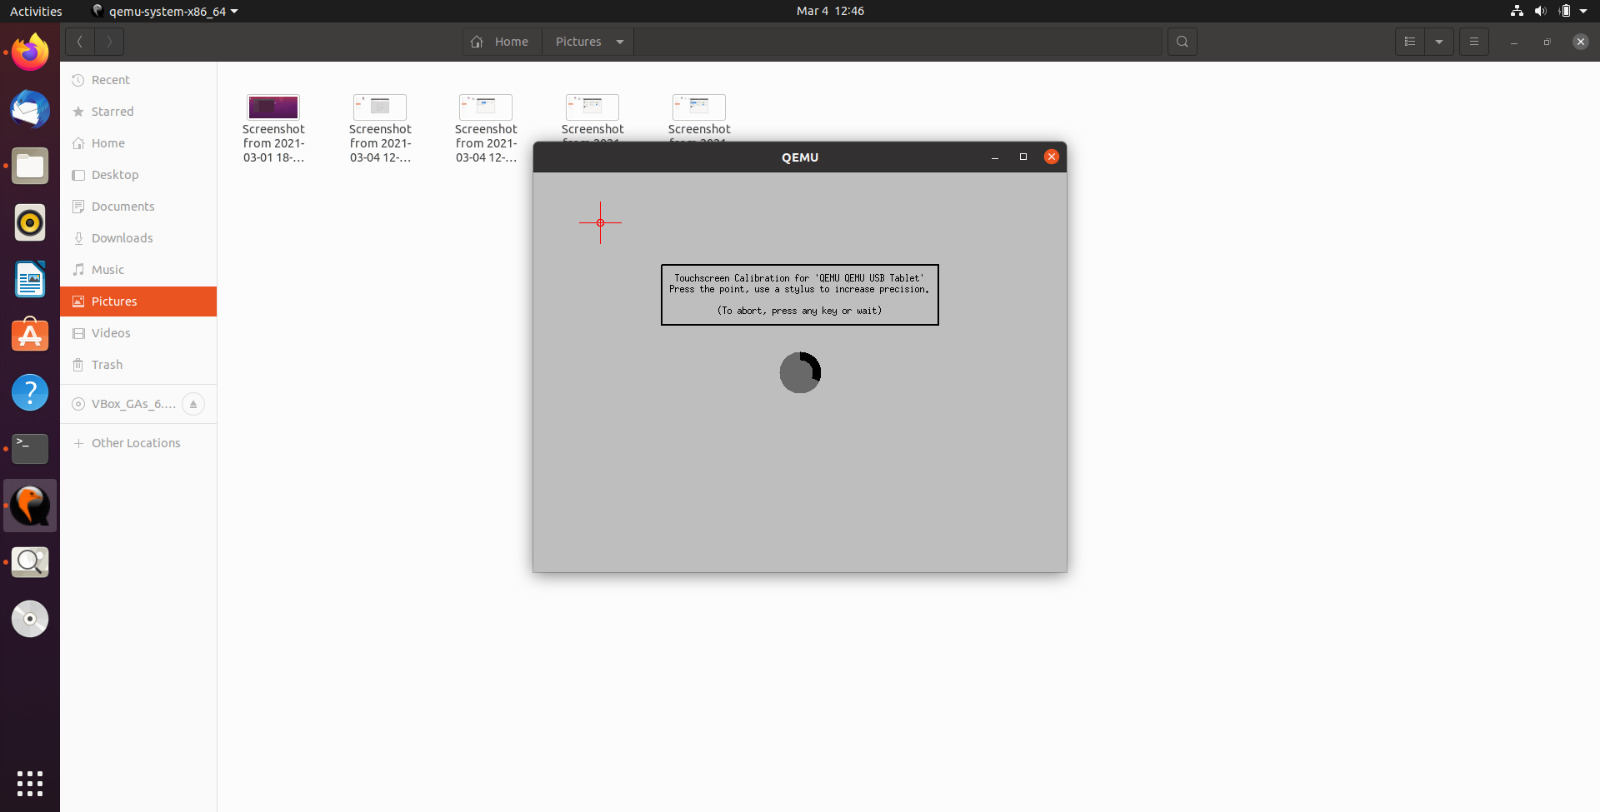 Activities
qemu-system-x86_64
Mar 4 12:46
Home
Pictures
Recent
Starred
Home
Desktop
Documents
Downloads
Music
Pictures
Videos
Trash
VBox_GAs_6....
Other Locations
Screenshot
from 2021-
03-01 18-...
Screenshot
from 2021-
03-04 12-...
Screenshot
from 2021-
03-04 12-...
Screenshot
Screenshot
QEMU
Touchscreen Calibration for 'QEMU QEMU USB Tablet'
Press the point, use a stylus to increase precision.
(To abort, press any key or wait)